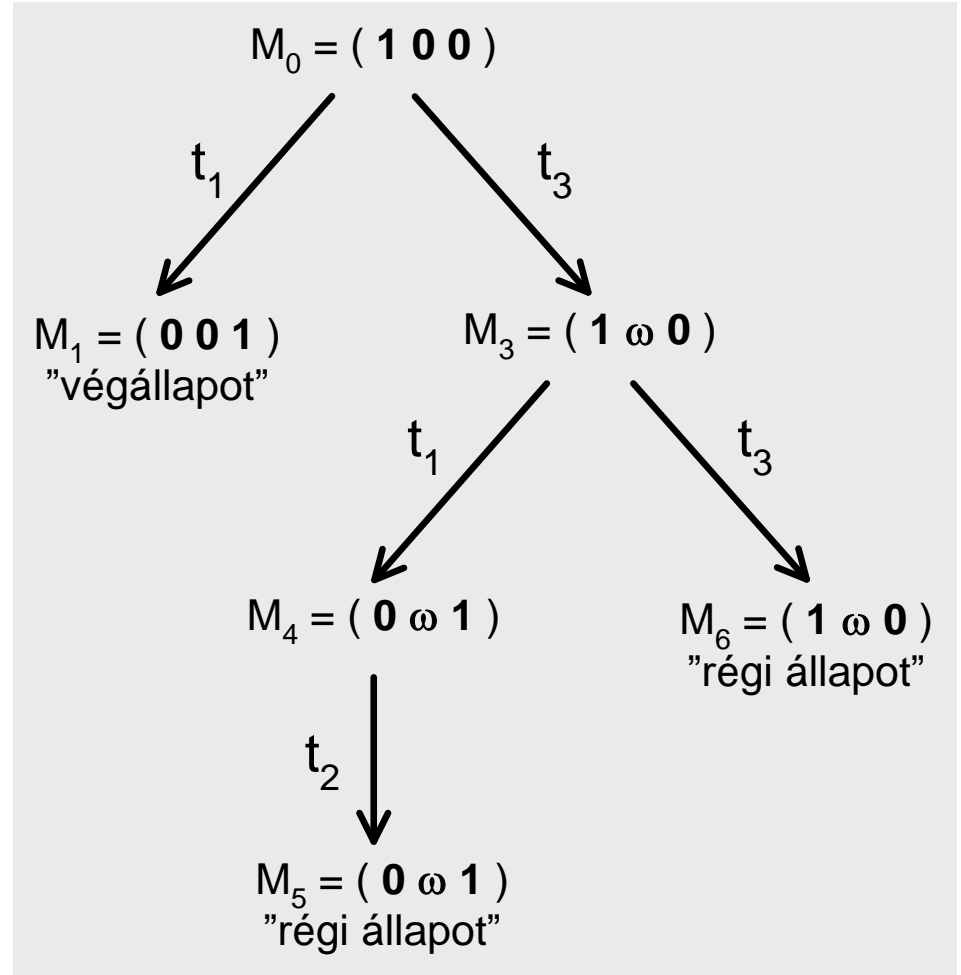 M₀ = ( 1 0 0 )
t₁
t₃
M₁ = ( 0 0 1 )
”végállapot”
M₃ = ( 1 ω 0 )
t₁
t₃
M₄ = ( 0 ω 1 )
M₆ = ( 1 ω 0 )
”régi állapot”
t₂
M₅ = ( 0 ω 1 )
”régi állapot”